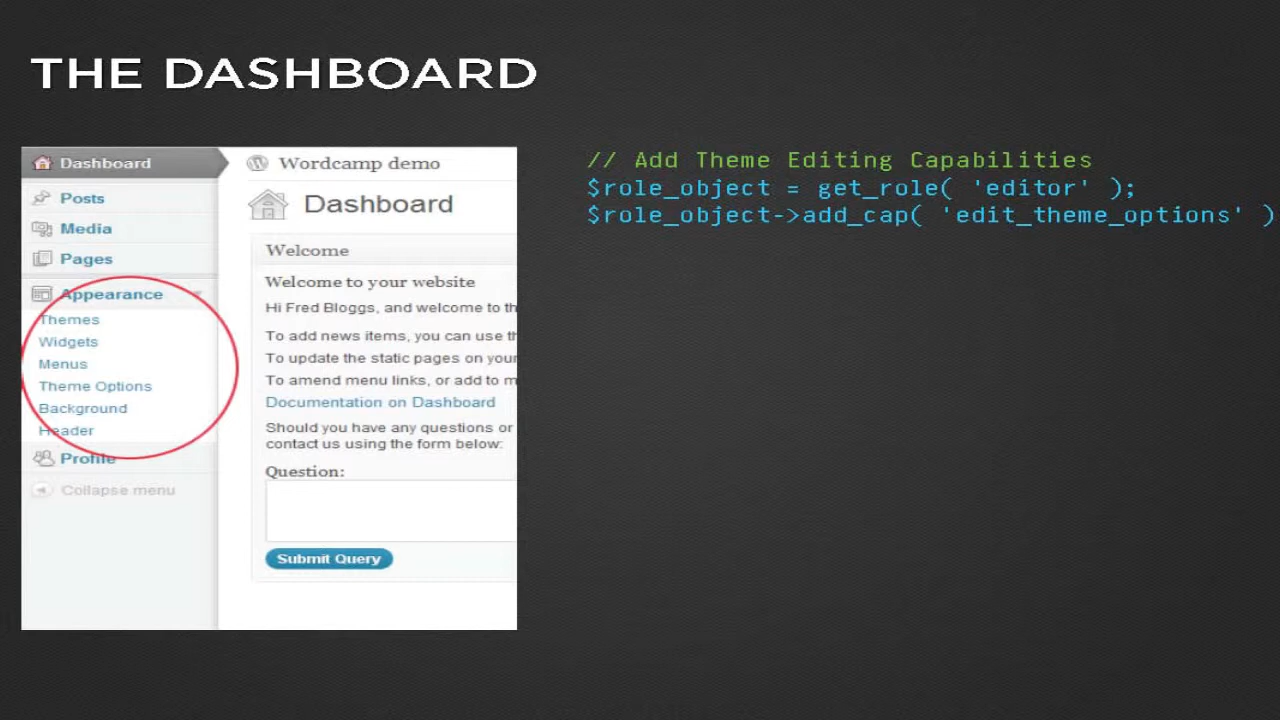 THE DASHBOARD
Dashboard
Posts
Media
Pages
Appearance
Themes
Widgets
Menus
Theme Options
Background
Header
Profile
Collapse menu
Wordcamp demo
Dashboard
Welcome
Welcome to your website
Hi Fred Bloggs, and welcome to th
To add news items, you can use th
To update the static pages on your
To amend menu links, or add to m
Documentation on Dashboard
Should you have any questions or
contact us using the form below:
Question:
Submit Query
// Add Theme Editing Capabilities
$role_object = get_role( 'editor' );
$role_object->add_cap( 'edit_theme_options' )